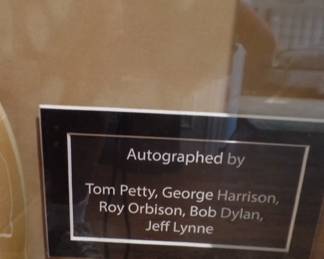 Autographed by
Tom Petty, George Harrison,
Roy Orbison, Bob Dylan,
Jeff Lynne